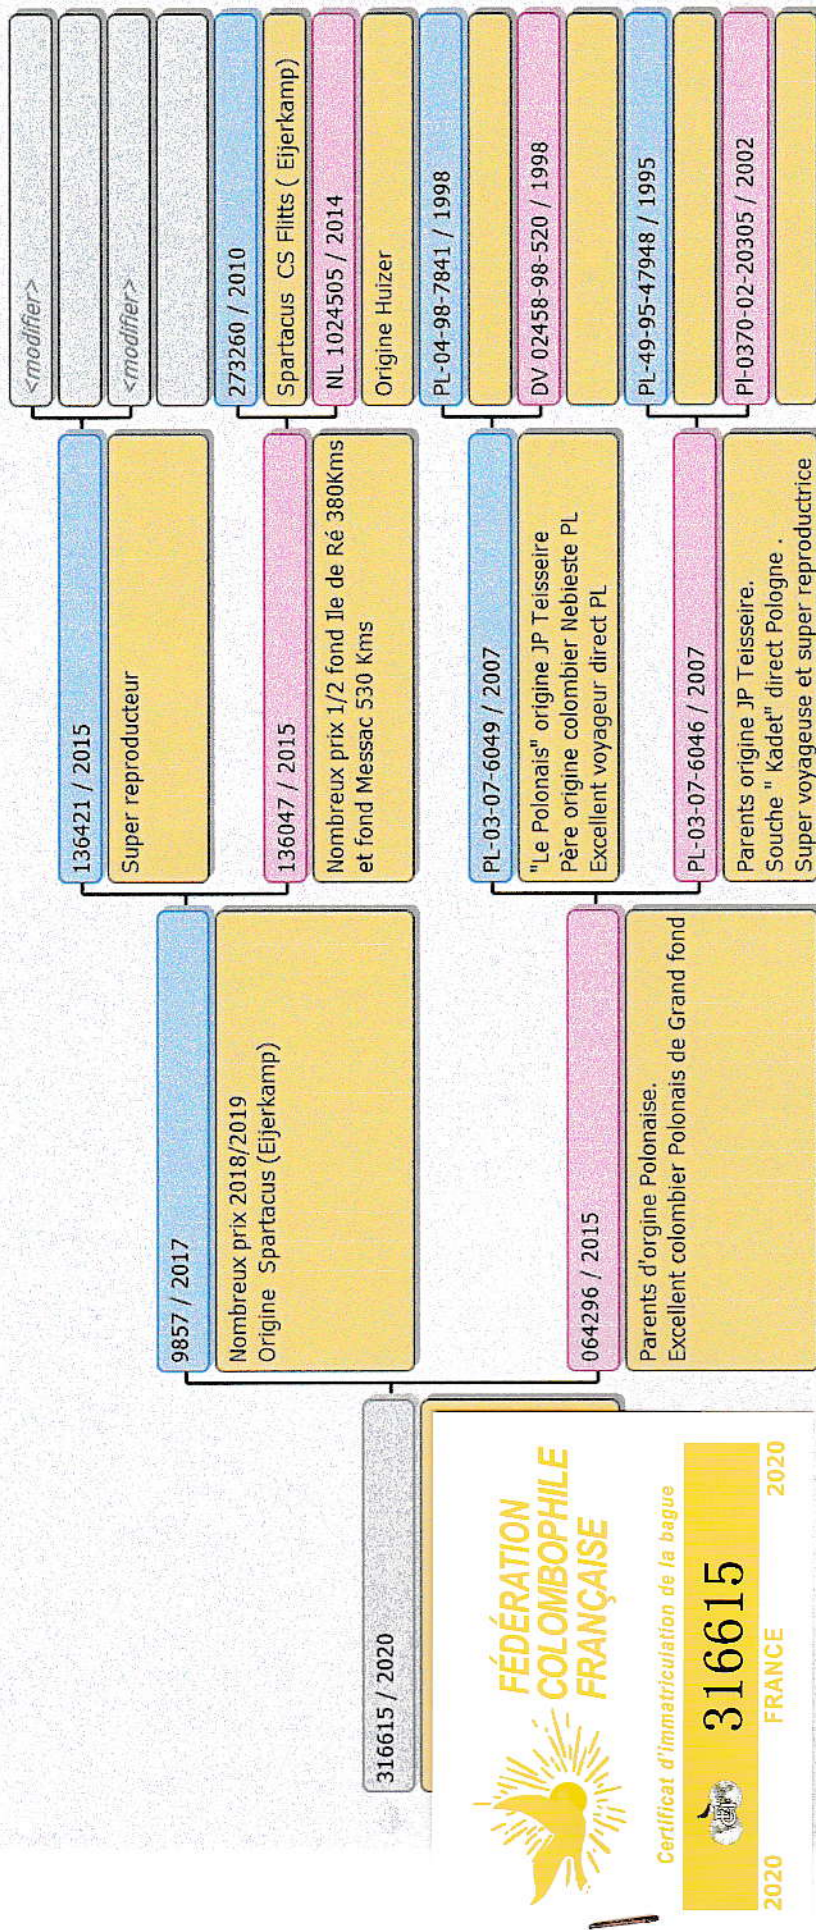 316615 / 2020
FÉDÉRATION
COLOMBOPHILE
FRANÇAISE
Certificat d'immatriculation de la bague
316615
2020 FRANCE 2020
9857 / 2017
Nombreux prix 2018/2019
Origine Spartacus (Eijerkamp)
064296 / 2015
Parents d'orgine Polonaise.
Excellent colombier Polonais de Grand fond
136421 / 2015
Super reproducteur
136047 / 2015
Nombreux prix 1/2 fond Ile de Ré 380Kms
et fond Messac 530 Kms
PL-03-07-6049 / 2007
"Le Polonais" origine JP Teisseire
Père origine colombier Nebieste PL
Excellent voyageur direct PL
PL-03-07-6046 / 2007
Parents origine JP Teisseire.
Souche " Kadet" direct Pologne .
Super voyageuse et super reproductrice
<modifier>
<modifier>
273260 / 2010
Spartacus CS Flitts ( Eijerkamp)
NL 1024505 / 2014
Origine Huizer
PL-04-98-7841 / 1998
DV 02458-98-520 / 1998
PL-49-95-47948 / 1995
Pl-0370-02-20305 / 2002